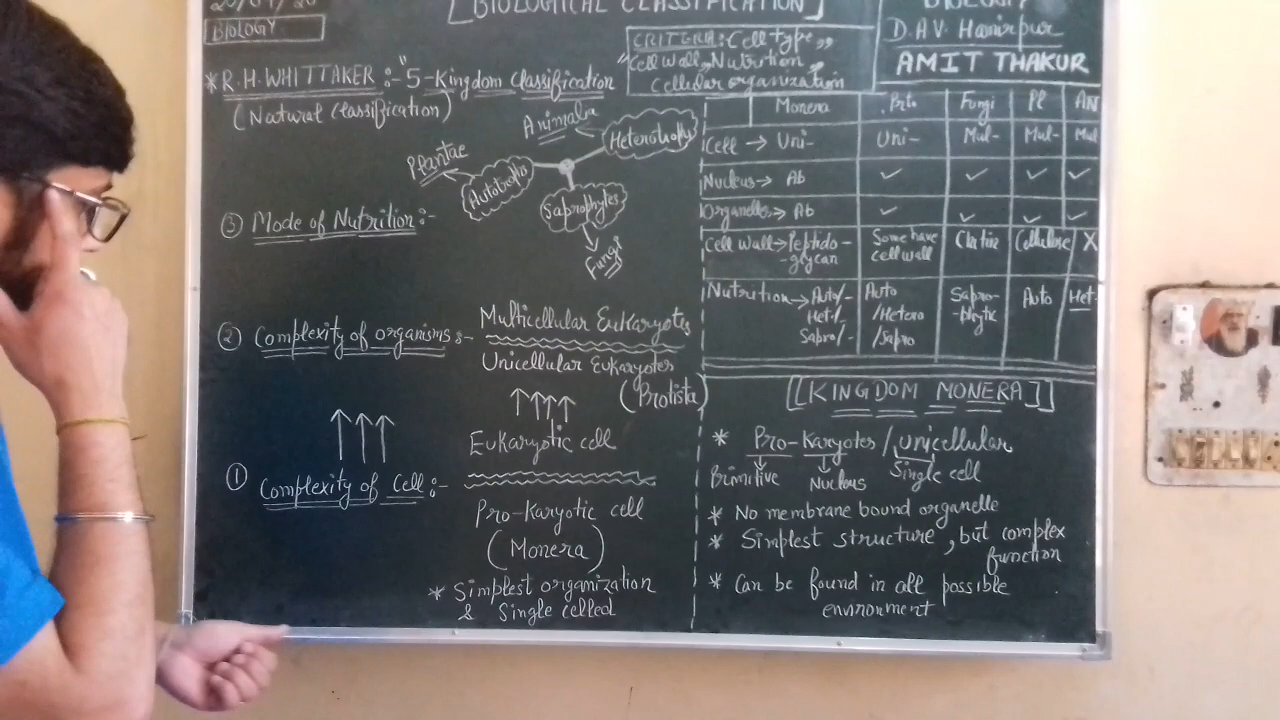 [BIOLOGICAL CLASSIFICATION]
BIOLOGY
* R.H. WHITTAKER :- "5-Kingdom Classification"
(Natural Classification)
CRITERIA: Cell type,
Cell wall, Nutrition
Cellular organization
BIOLOGY
D.A.V. Hamirpur
AMIT THAKUR
③ Mode of Nutrition :-
Animalia
Heterotrofs
Plantae
Autotrofs
Saprophytes
Fungi
② Complexity of organisms :-
Multicellular Eukaryotes
Unicellular Eukaryotes
(Protista)
① Complexity of Cell :-
Eukaryotic cell
Pro-Karyotic cell
(Monera)
* Simplest organization
& Single celled
Monera Prto Fungi Pl AN
Cell → Uni- Uni- Mul- Mul- Mul
Nucleus → Ab ✓ ✓ ✓ ✓
Organelles → Ab ✓ ✓ ✓ ✓
Cell wall → Peptido-glycan Some have cell wall Chitin Cellulose X
Nutrition → Auto/- Het-/- Sapro/- Auto /Hetero /Sapro Sapro-phytic Auto Het-
[[KINGDOM MONERA]]
* Pro-Karyotes / Unicellular
Primitive Nucleus Single cell
* No membrane bound organelle
* Simplest structure, but complex
function
* Can be found in all possible
environment